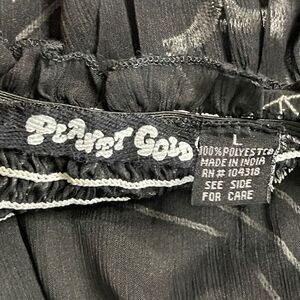 PLANET GOLD
L
100% POLYESTER
MADE IN INDIA
RN# 104318
SEE SIDE
FOR CARE